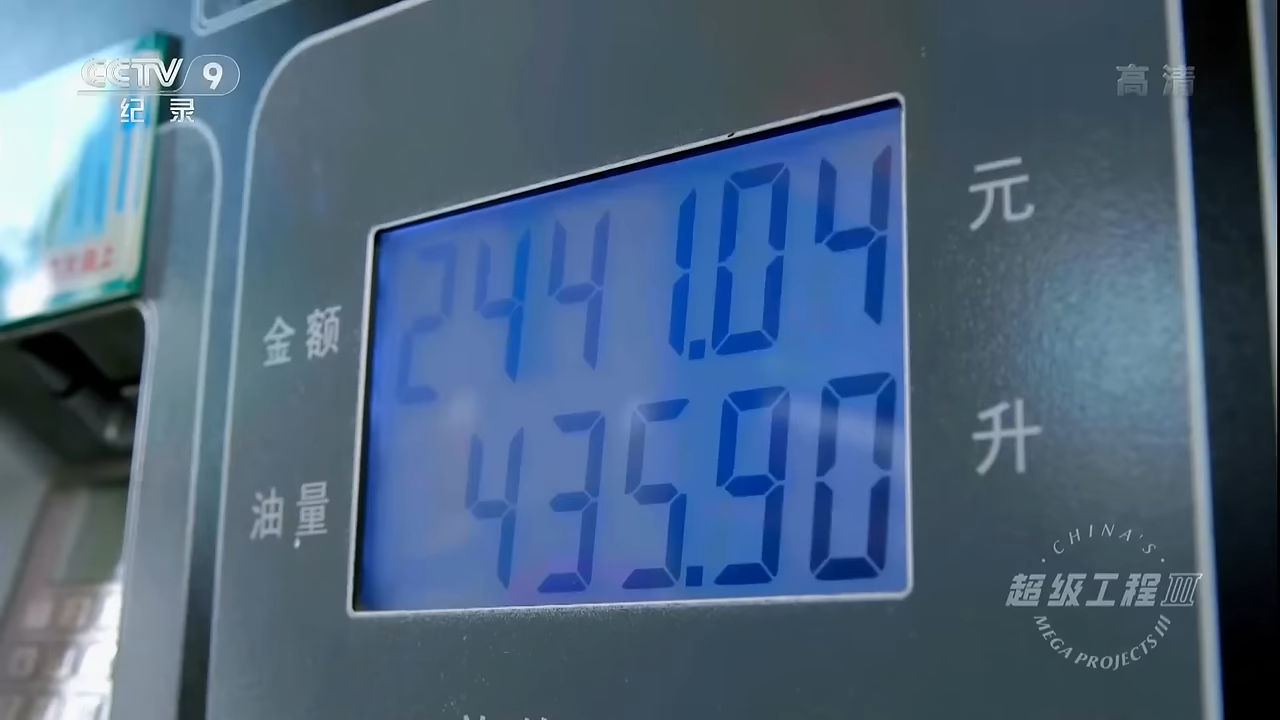 CCTV 9
纪录
高清
金额 2441.04 元
油量 435.90 升
CHINA'S
超级工程III
MEGA PROJECTS III